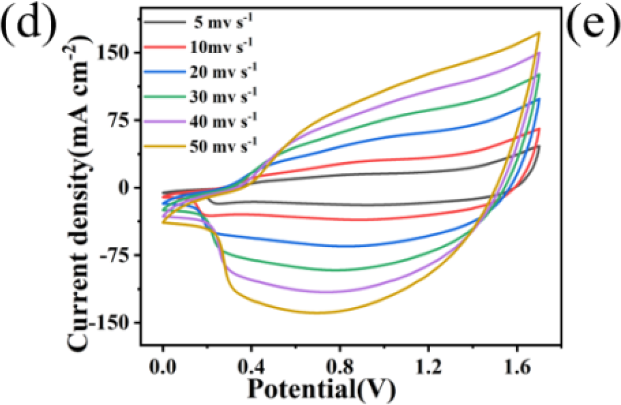 (d)
(e)
5 mv s-1
10mv s-1
20 mv s-1
30 mv s-1
40 mv s-1
50 mv s-1
Current density(mA cm-2)
150
75
0
-75
-150
0.0 0.4 0.8 1.2 1.6
Potential(V)